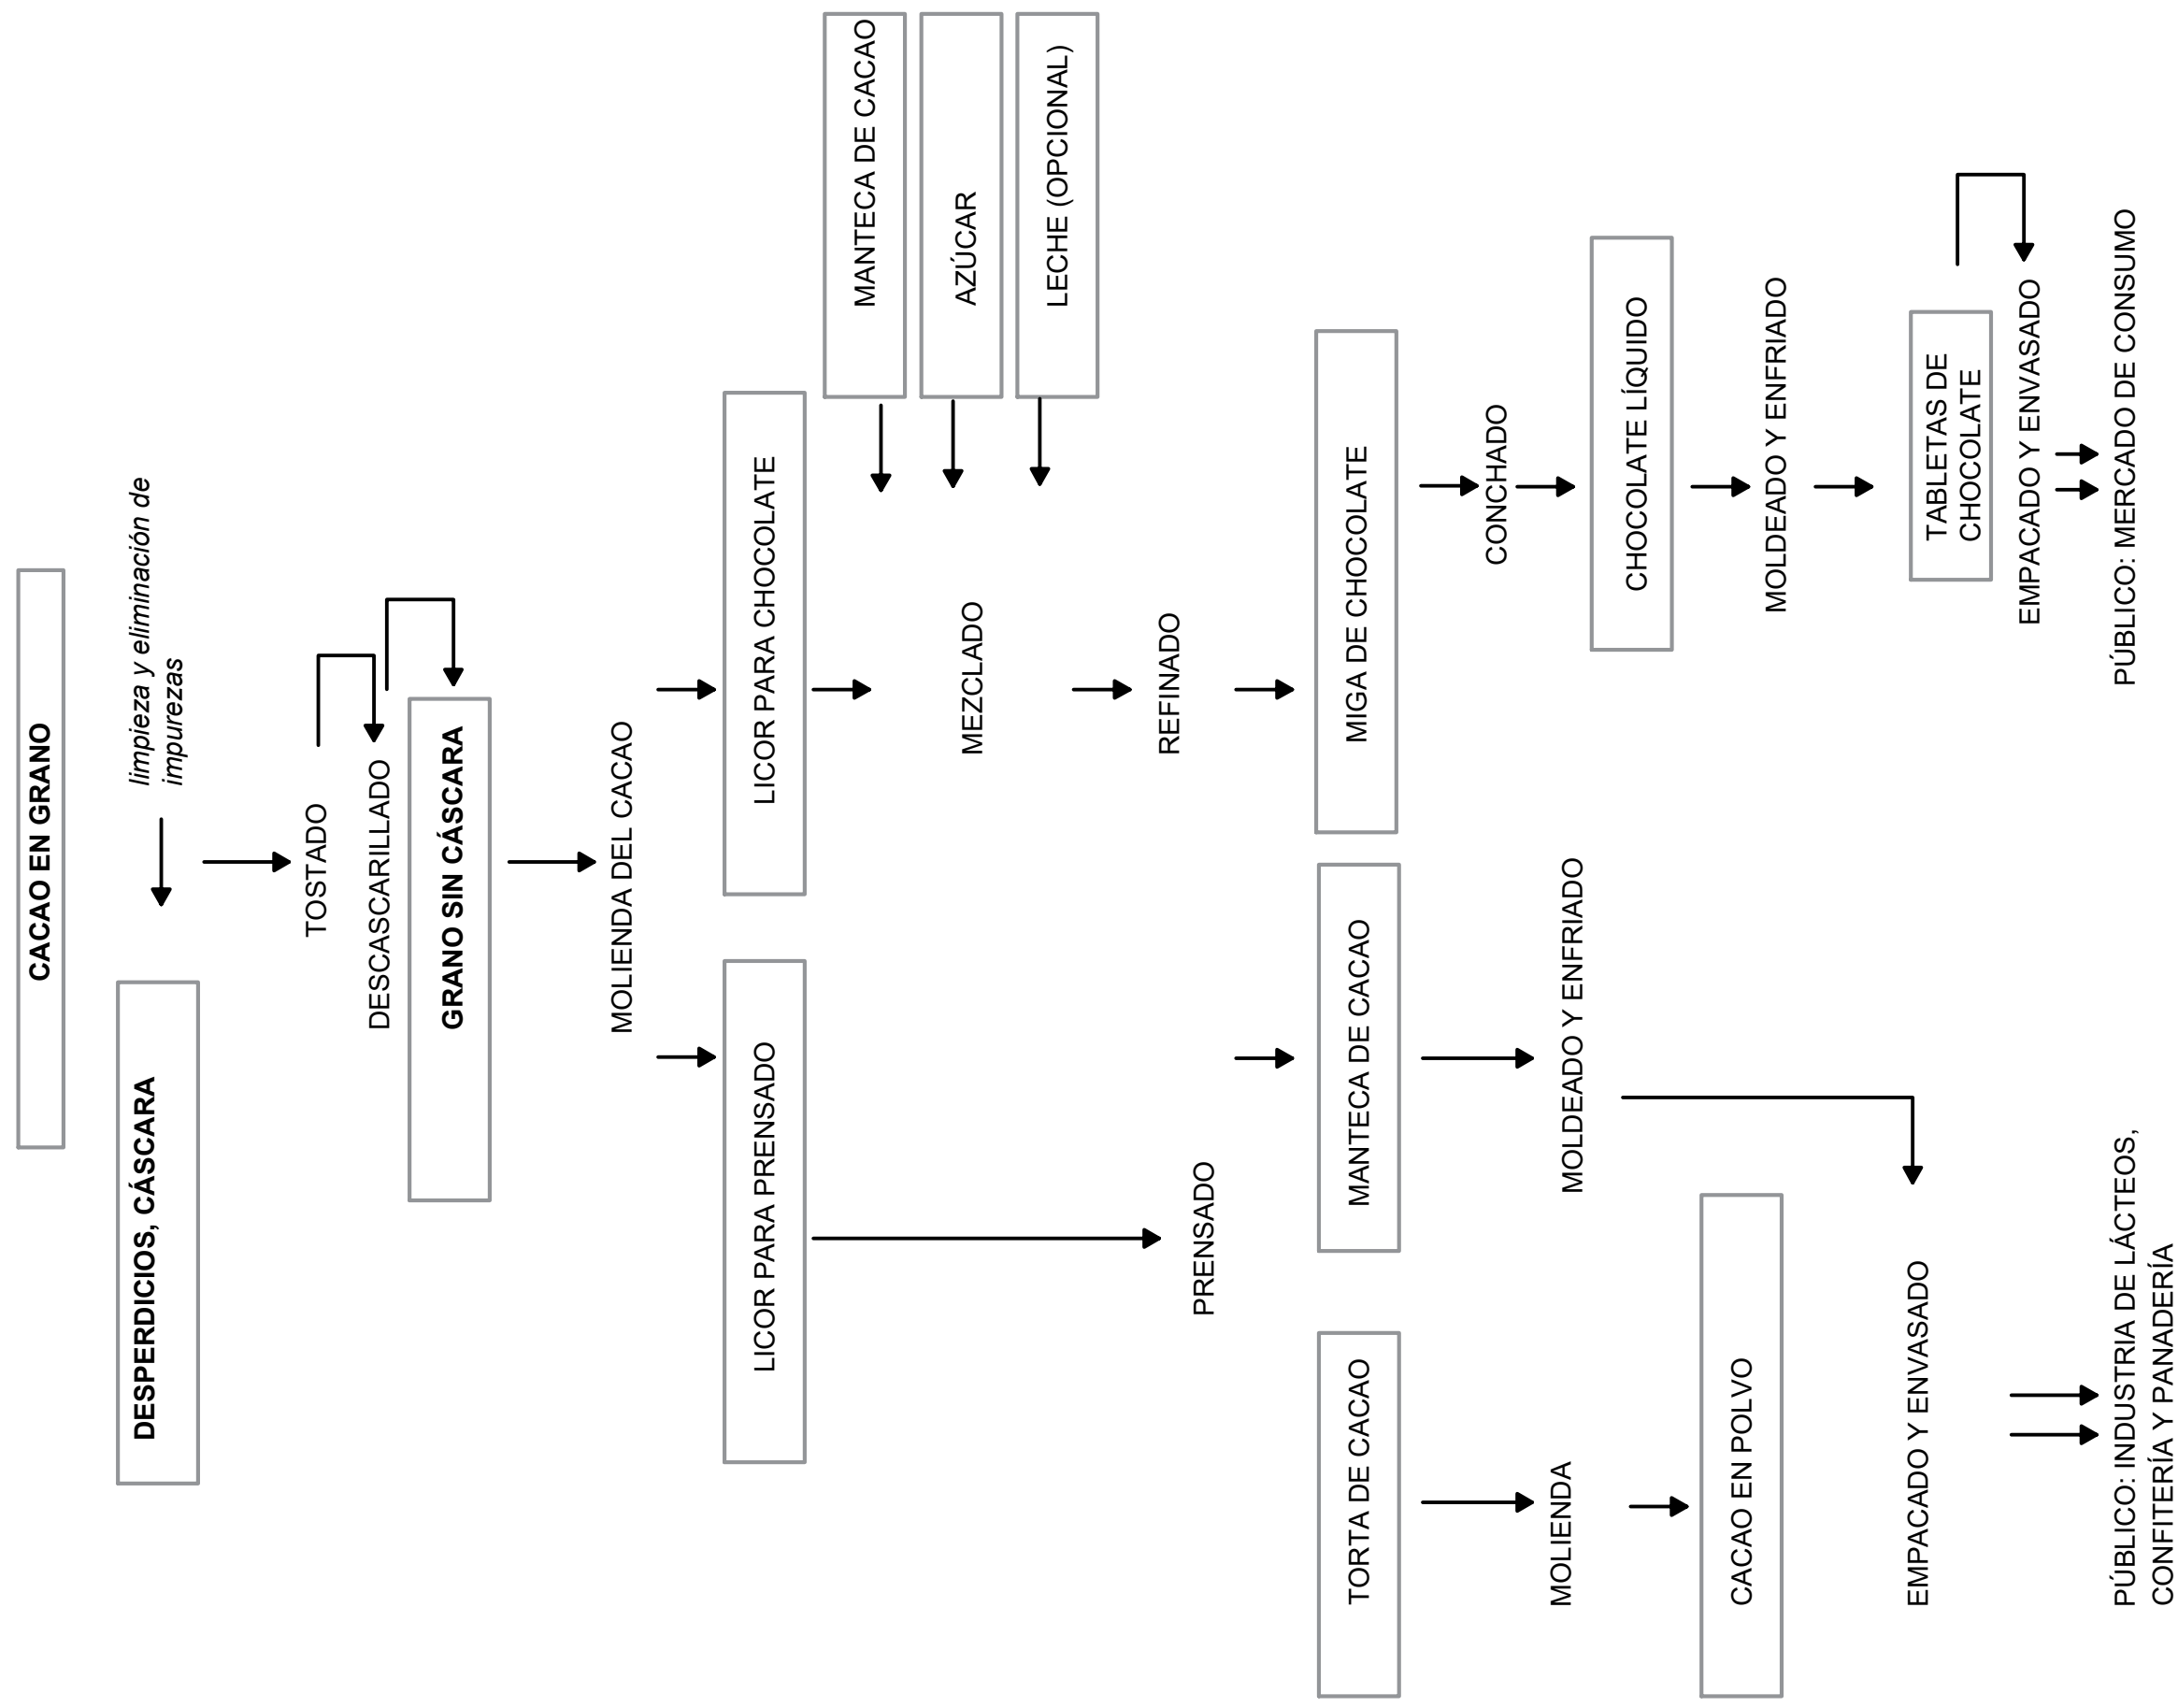 CACAO EN GRANO
limpieza y eliminación de
impurezas
DESPERDICIOS, CÁSCARA
TOSTADO
DESCASCARILLADO
GRANO SIN CÁSCARA
MOLIENDA DEL CACAO
LICOR PARA PRENSADO
LICOR PARA CHOCOLATE
MANTECA DE CACAO
AZÚCAR
LECHE (OPCIONAL)
MEZCLADO
REFINADO
PRENSADO
TORTA DE CACAO
MANTECA DE CACAO
MIGA DE CHOCOLATE
CONCHADO
MOLIENDA
MOLDEADO Y ENFRIADO
CHOCOLATE LÍQUIDO
CACAO EN POLVO
MOLDEADO Y ENFRIADO
EMPACADO Y ENVASADO
TABLETAS DE
CHOCOLATE
EMPACADO Y ENVASADO
PÚBLICO: INDUSTRIA DE LÁCTEOS,
CONFITERÍA Y PANADERÍA
PÚBLICO: MERCADO DE CONSUMO